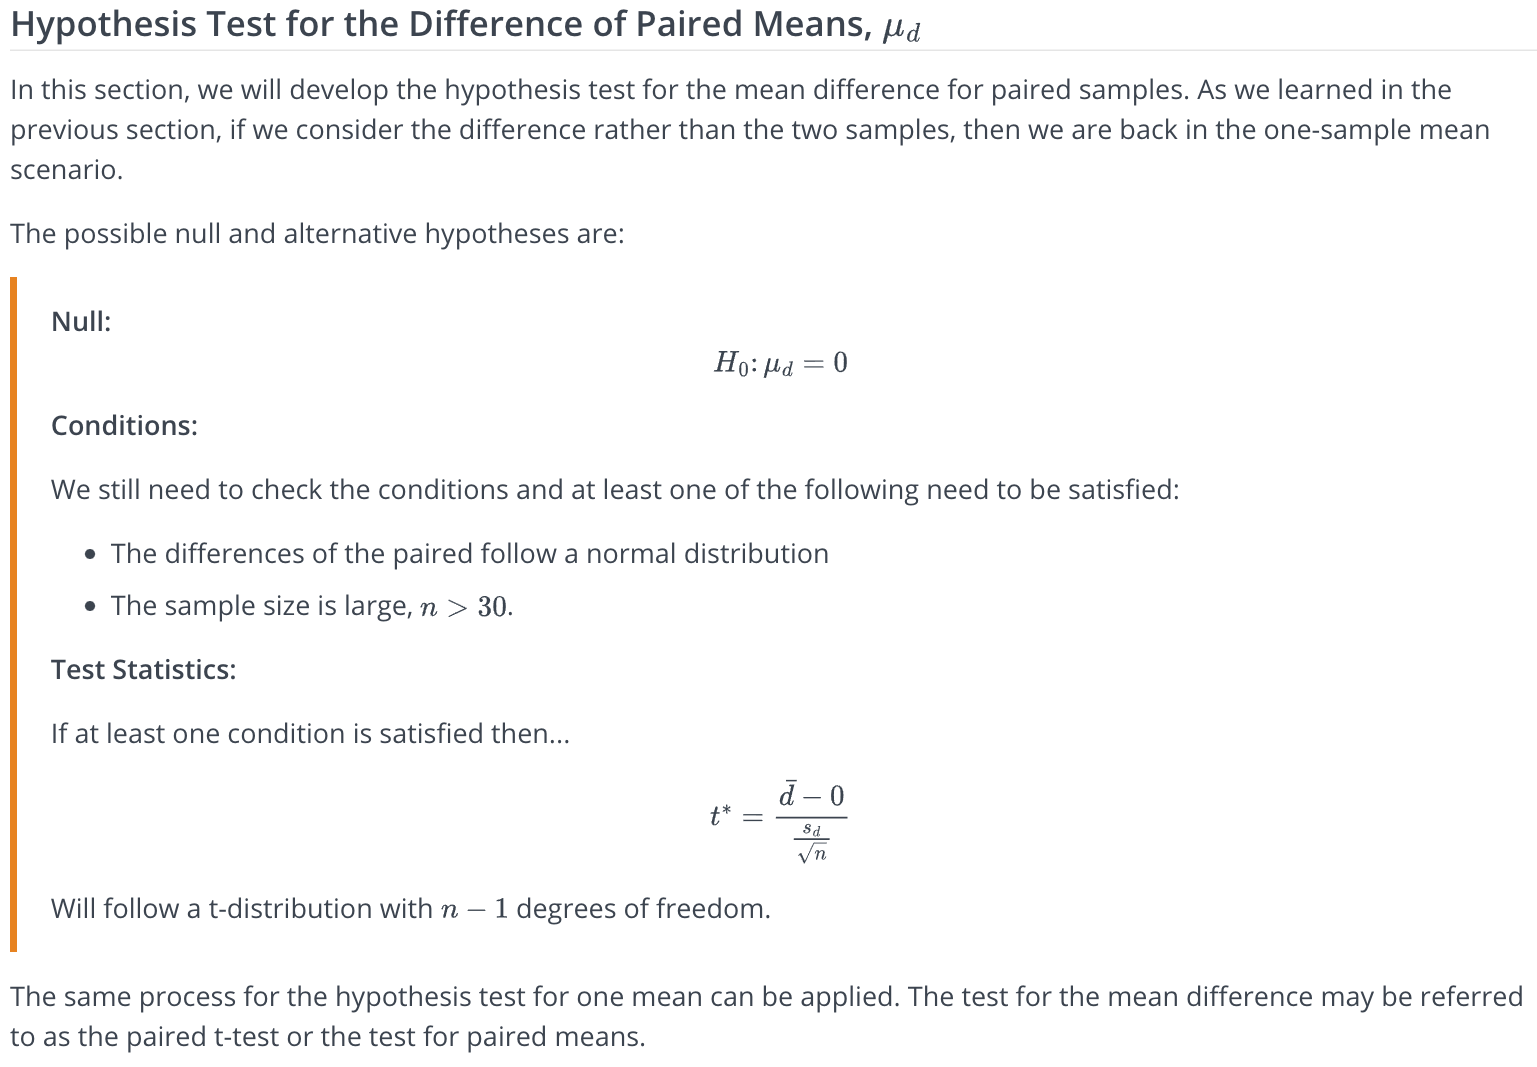 Hypothesis Test for the Difference of Paired Means, μ_d
In this section, we will develop the hypothesis test for the mean difference for paired samples. As we learned in the
previous section, if we consider the difference rather than the two samples, then we are back in the one-sample mean
scenario.
The possible null and alternative hypotheses are:
Null:
H₀: μ_d = 0
Conditions:
We still need to check the conditions and at least one of the following need to be satisfied:
• The differences of the paired follow a normal distribution
• The sample size is large, n > 30.
Test Statistics:
If at least one condition is satisfied then...
t* = (d̄ − 0) / (s_d / √n)
Will follow a t-distribution with n − 1 degrees of freedom.
The same process for the hypothesis test for one mean can be applied. The test for the mean difference may be referred
to as the paired t-test or the test for paired means.